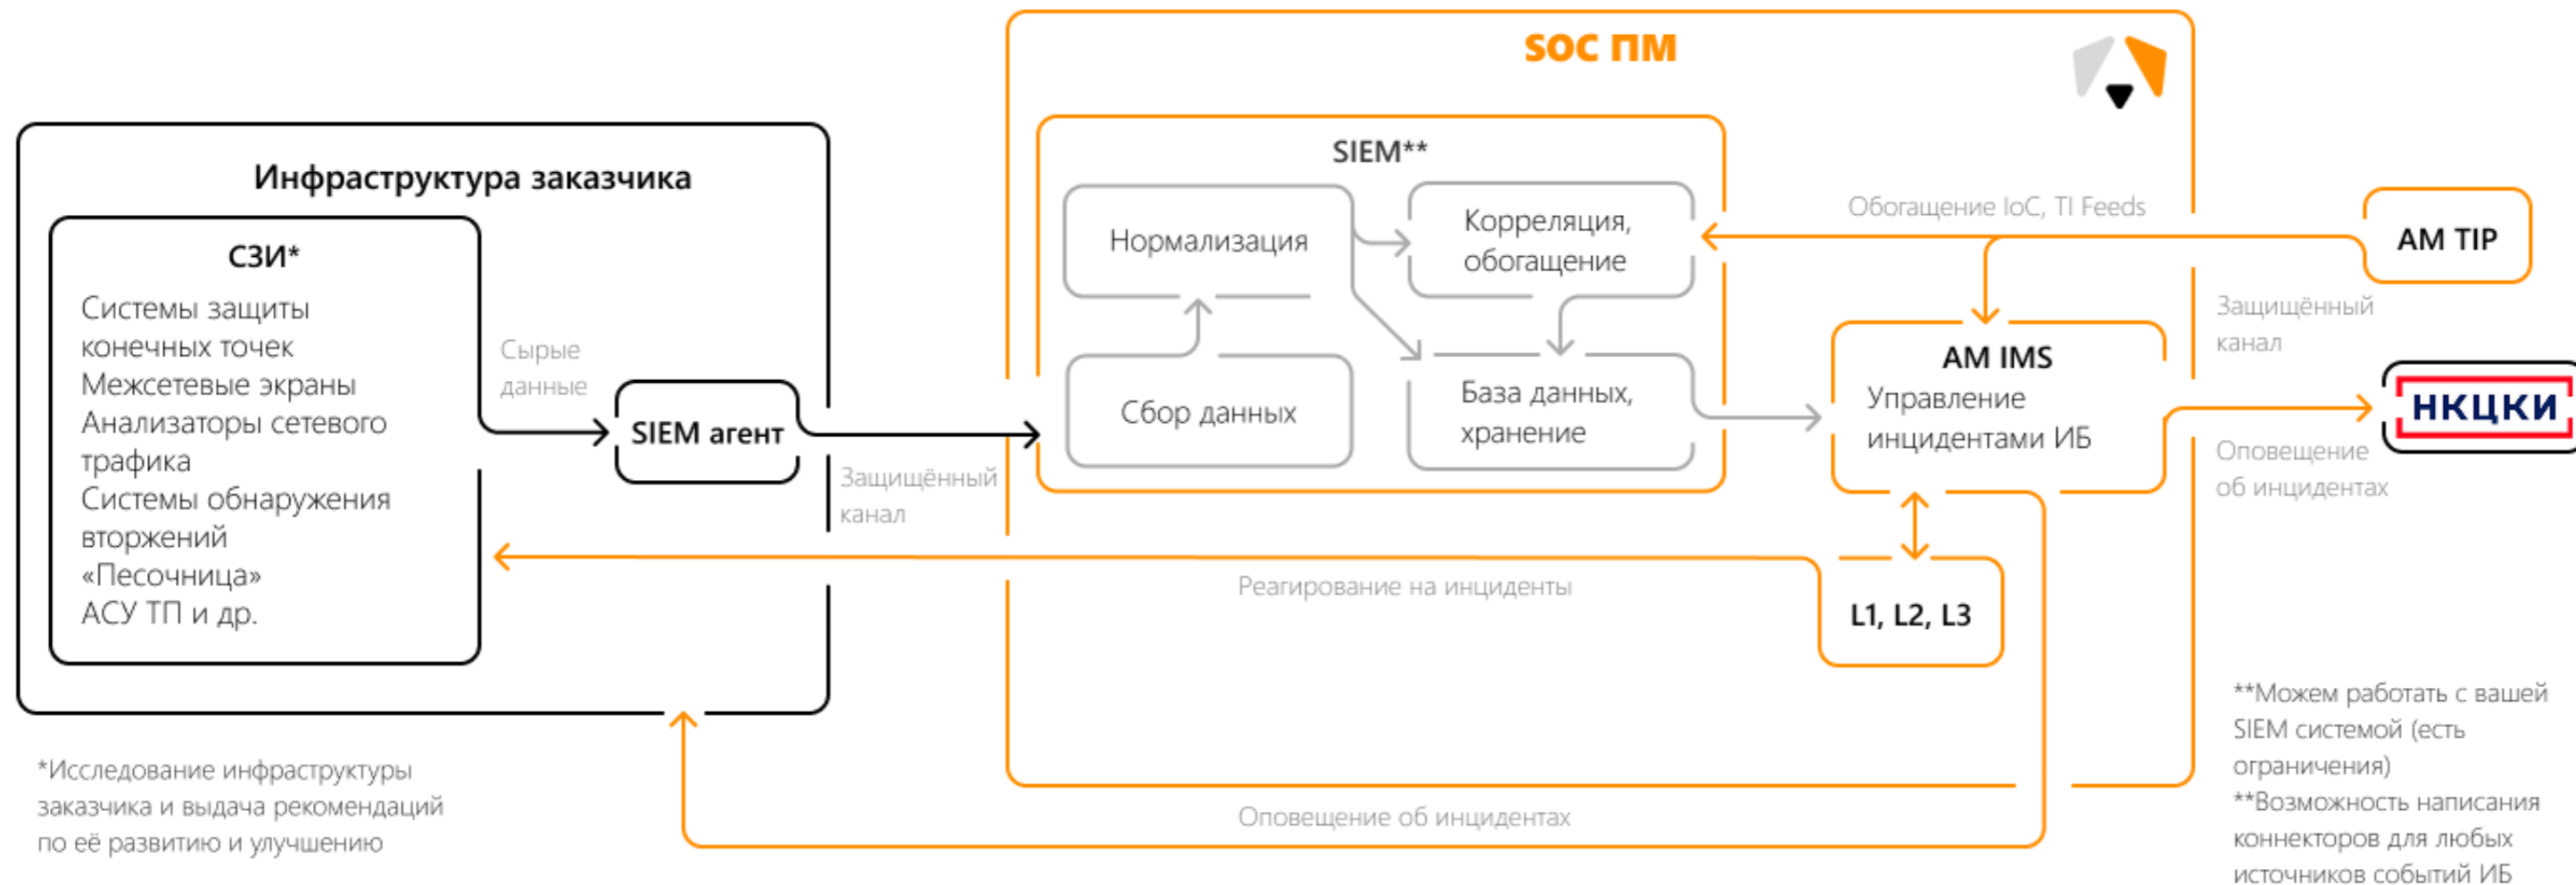 SOC ПМ
Инфраструктура заказчика
СЗИ*
Системы защиты
конечных точек
Межсетевые экраны
Анализаторы сетевого
трафика
Системы обнаружения
вторжений
«Песочница»
АСУ ТП и др.
Сырые
данные
SIEM агент
Защищённый
канал
SIEM**
Нормализация
Корреляция,
обогащение
Сбор данных
База данных,
хранение
Обогащение IoC, TI Feeds
AM TIP
AM IMS
Управление
инцидентами ИБ
Защищённый
канал
НКЦКИ
Оповещение
об инцидентах
Реагирование на инциденты
L1, L2, L3
Оповещение об инцидентах
*Исследование инфраструктуры
заказчика и выдача рекомендаций
по её развитию и улучшению
**Можем работать с вашей
SIEM системой (есть
ограничения)
**Возможность написания
коннекторов для любых
источников событий ИБ